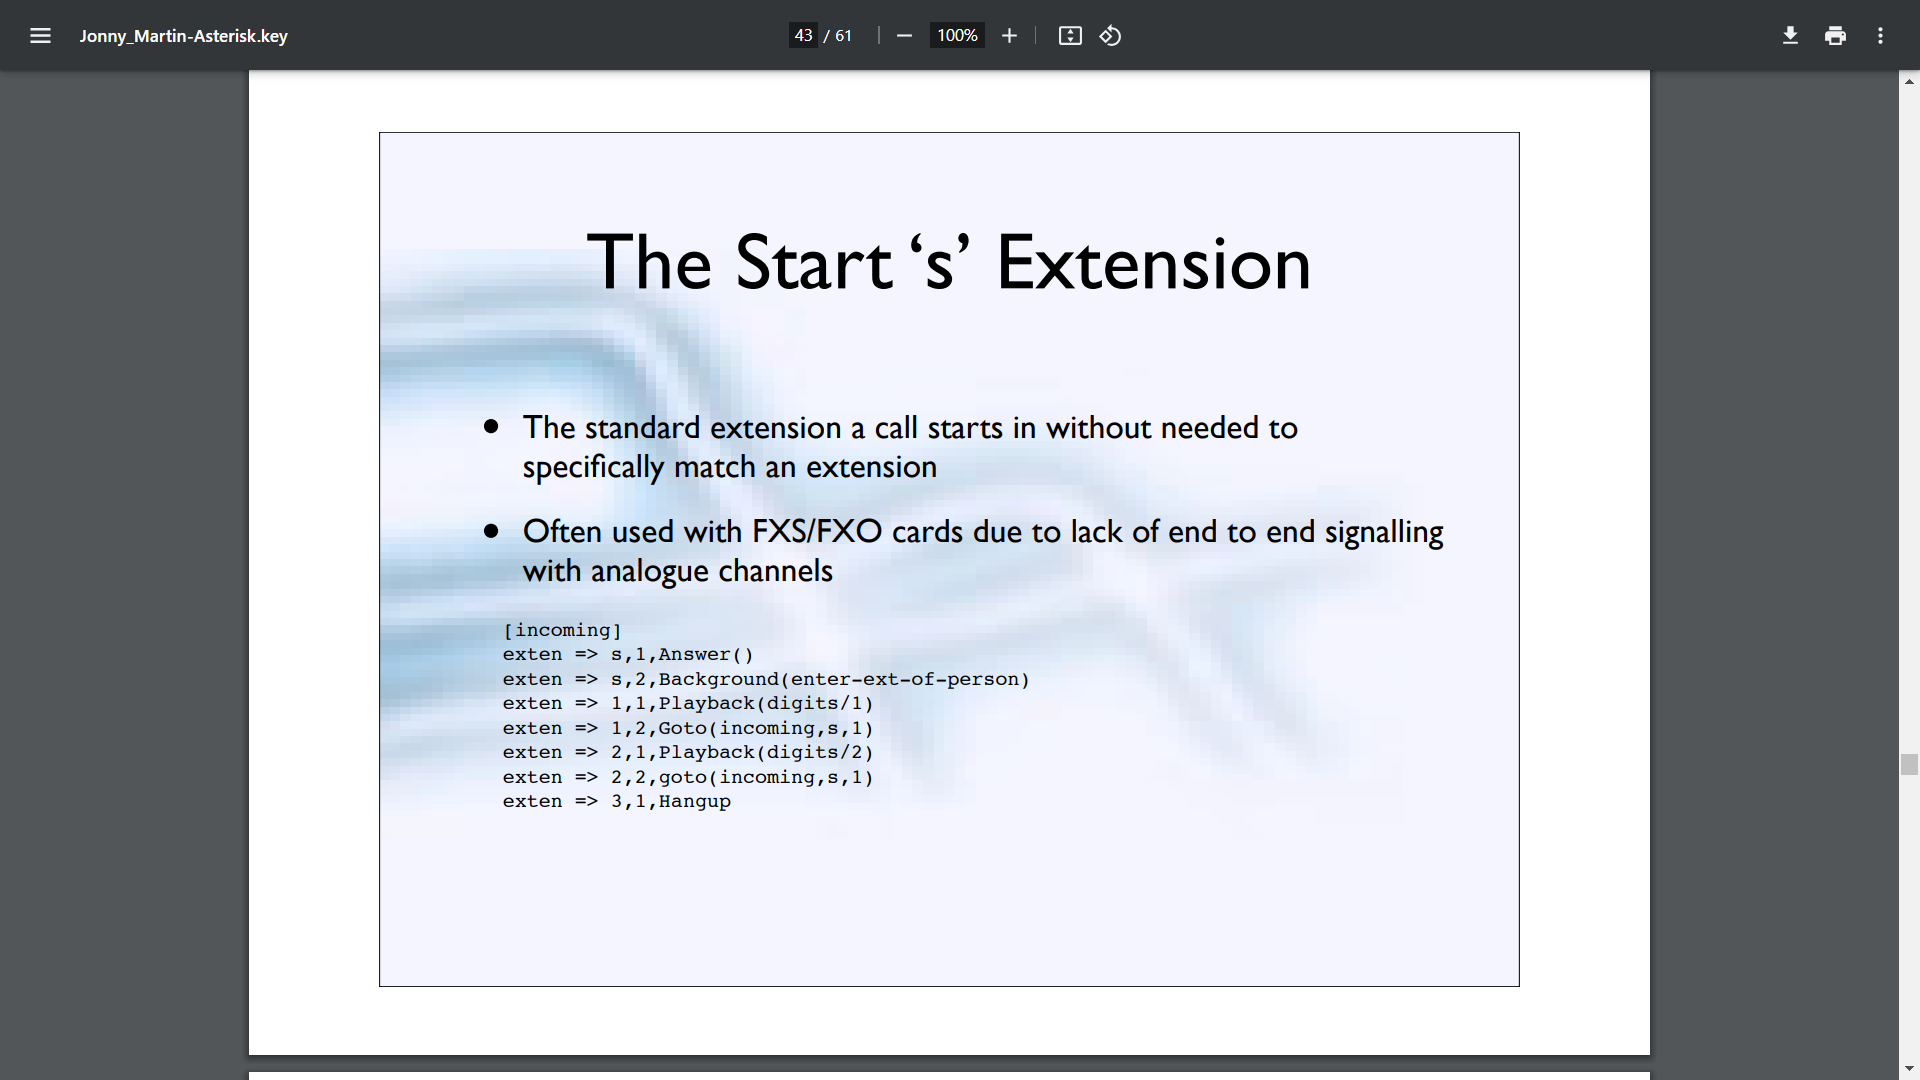 Jonny_Martin-Asterisk.key
43 / 61
100%
The Start ‘s’ Extension
• The standard extension a call starts in without needed to
specifically match an extension
• Often used with FXS/FXO cards due to lack of end to end signalling
with analogue channels
[incoming]
exten => s,1,Answer()
exten => s,2,Background(enter-ext-of-person)
exten => 1,1,Playback(digits/1)
exten => 1,2,Goto(incoming,s,1)
exten => 2,1,Playback(digits/2)
exten => 2,2,goto(incoming,s,1)
exten => 3,1,Hangup